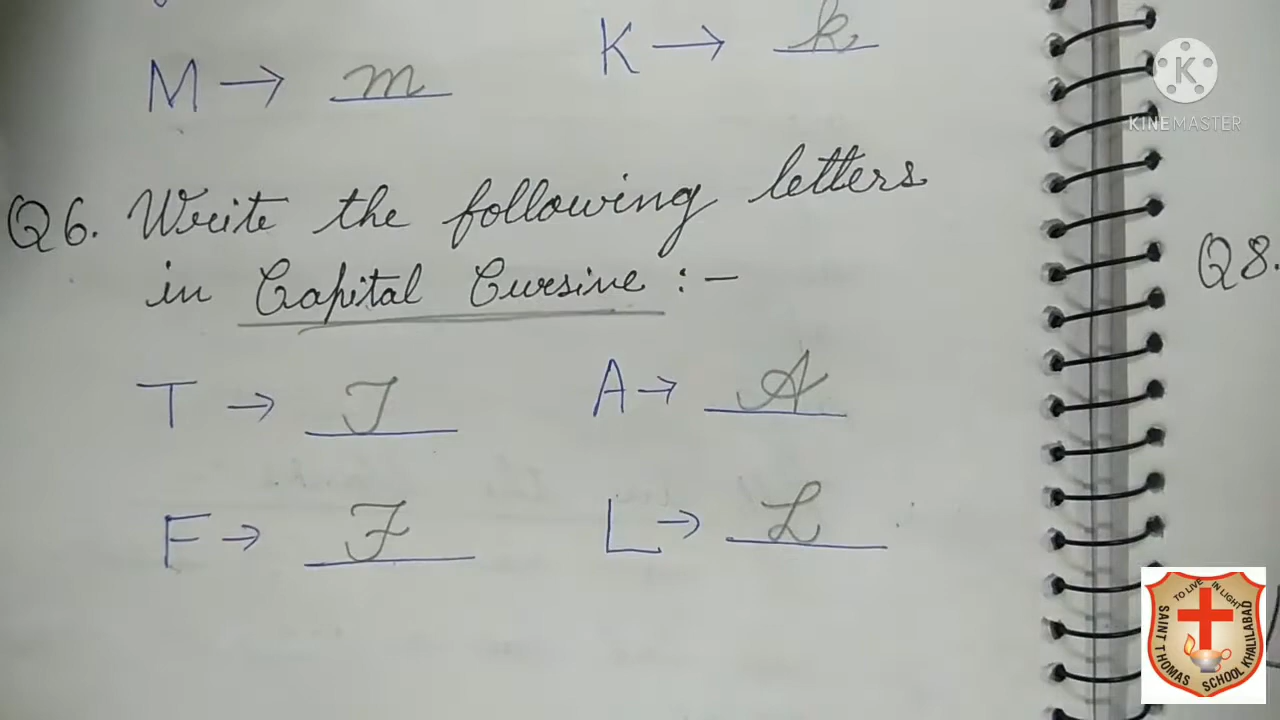 K → k
M → m
KINEMASTER
Q6. Write the following letters
in Capital Cursive :-
Q8.
T → T
A → A
F → F
L → L
TO LIVE IN LIGHT
SAINT THOMAS SCHOOL KHALILABAD